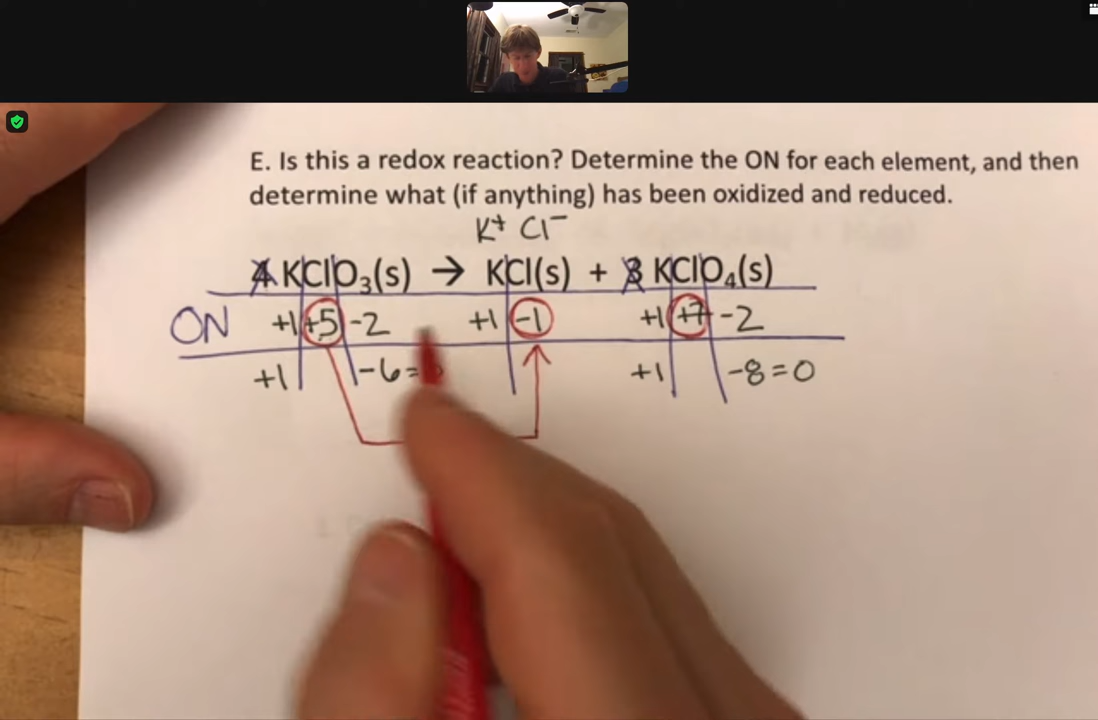 E. Is this a redox reaction? Determine the ON for each element, and then
determine what (if anything) has been oxidized and reduced.
K⁺ Cl⁻
4 KClO₃(s) → KCl(s) + 3 KClO₄(s)
ON +1 +5 -2 +1 -1 +1 +7 -2
+1 -6= +1 -8=0